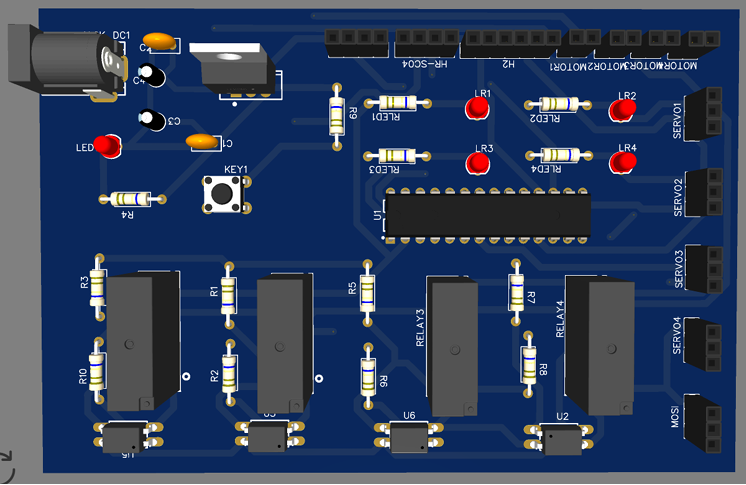 DC1
C2
C4
C3
C1
LED
KEY1
R4
R9
HR-SC04
H2
MOTOR1
MOTOR2
MOTOR3
MOTOR4
RLED1
LR1
RLED2
LR2
RLED3
LR3
RLED4
LR4
U1
SERVO1
SERVO2
SERVO3
SERVO4
MOSI
R3
R1
R5
R7
R10
R2
R6
R8
RELAY3
RELAY4
U6
U2